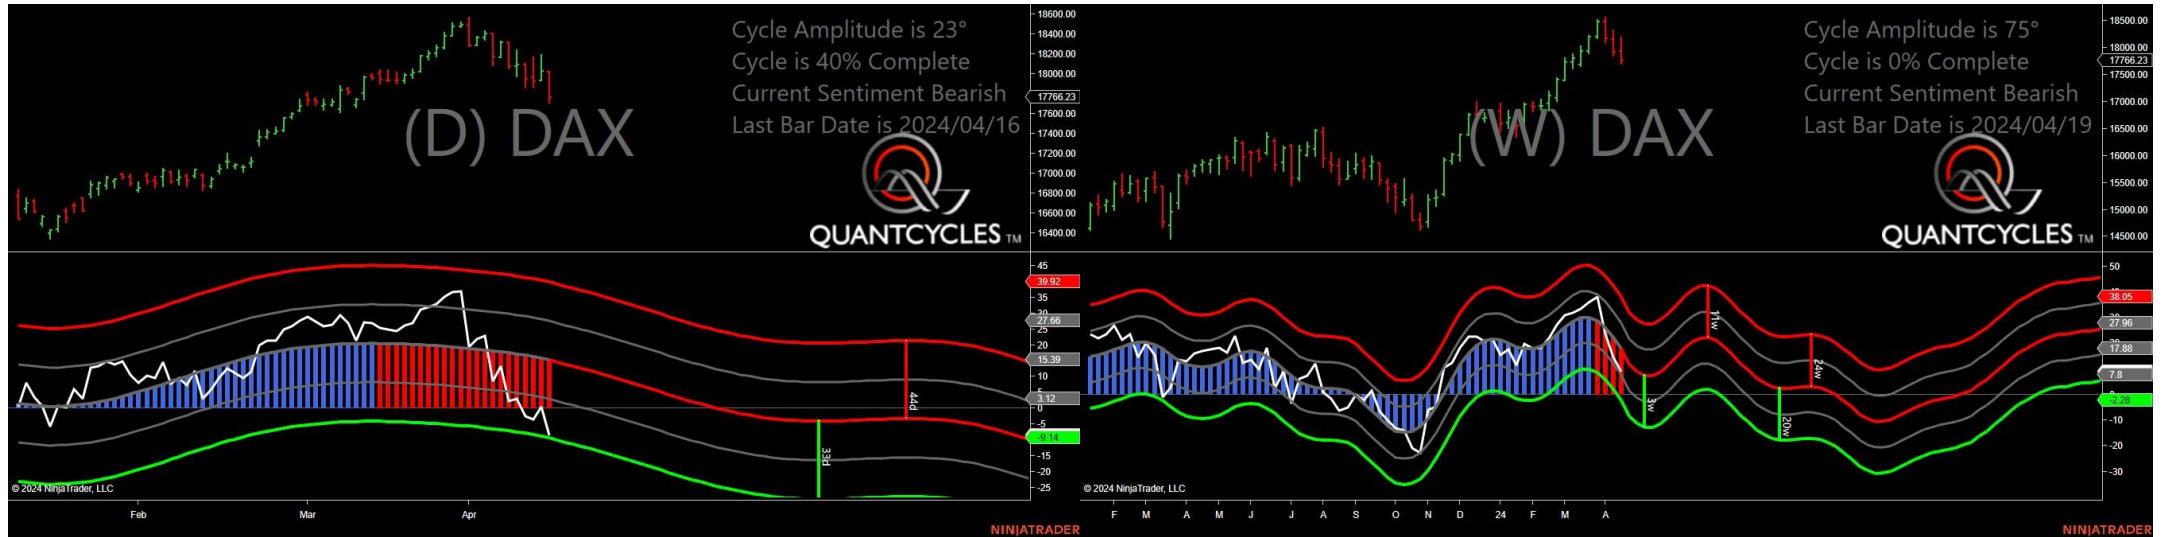 Cycle Amplitude is 23°
Cycle is 40% Complete
Current Sentiment Bearish
Last Bar Date is 2024/04/16
(D) DAX
QUANTCYCLES TM
18600.00
18400.00
18200.00
18000.00
17766.23
17600.00
17400.00
17200.00
17000.00
16800.00
16600.00
16400.00
45
39.92
35
27.66
25
20
15.39
10
5
3.12
0
-5
-9.14
-15
-20
-25
44d
33d
© 2024 NinjaTrader, LLC
Feb Mar Apr
NINJATRADER
Cycle Amplitude is 75°
Cycle is 0% Complete
Current Sentiment Bearish
Last Bar Date is 2024/04/19
(W) DAX
QUANTCYCLES TM
18500.00
18000.00
17766.23
17500.00
17000.00
16500.00
16000.00
15500.00
15000.00
14500.00
50
38.05
27.96
17.88
7.8
-2.28
-10
-20
-30
11w
24w
3w
20w
© 2024 NinjaTrader, LLC
F M A M J J A S O N D 24 F M A
NINJATRADER